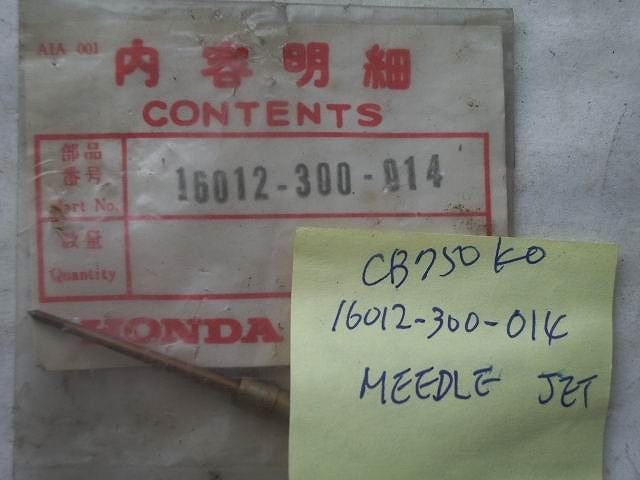 A1A 001
内容明細
CONTENTS
部品
番号
Part No.
16012-300-014
数量
Quantity
HONDA
CB750 K0
16012-300-014
MEEDLE JET